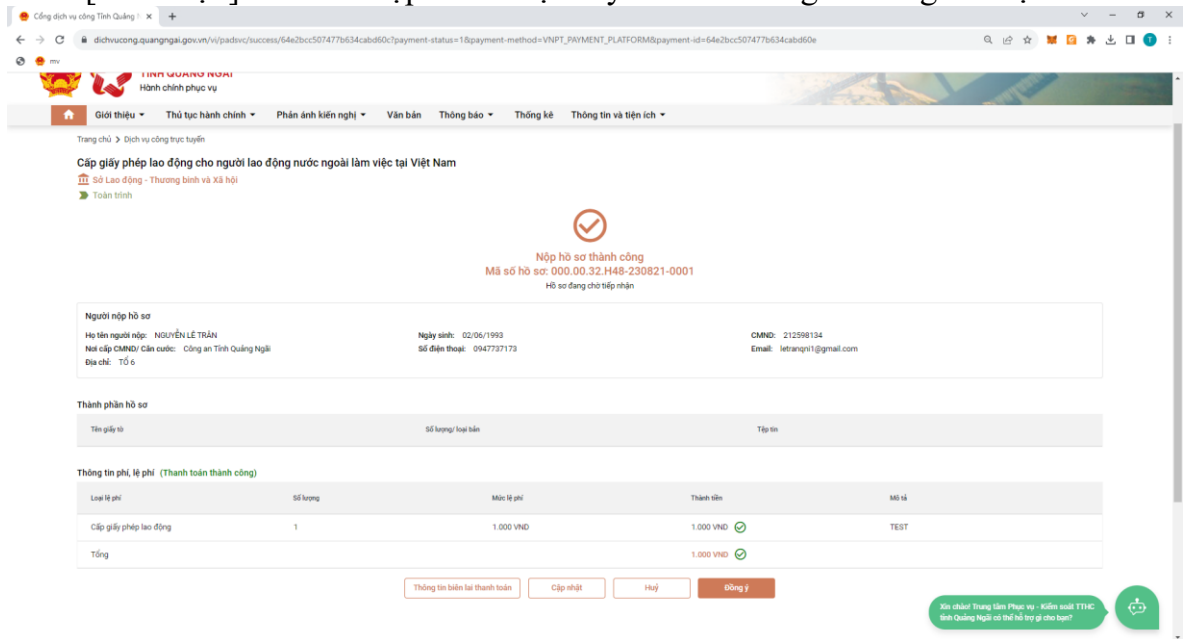 Cổng dịch vụ công Tỉnh Quảng
dichvucong.quangngai.gov.vn/vi/padsvc/success/64e2bcc507477b634cabd60c?payment-status=1&payment-method=VNPT_PAYMENT_PLATFORM&payment-id=64e2bcc507477b634cabd60e
mv
TỈNH QUẢNG NGÃI
Hành chính phục vụ
Giới thiệu Thủ tục hành chính Phản ánh kiến nghị Văn bản Thông báo Thống kê Thông tin và tiện ích
Trang chủ > Dịch vụ công trực tuyến
Cấp giấy phép lao động cho người lao động nước ngoài làm việc tại Việt Nam
Sở Lao động - Thương binh và Xã hội
Toàn trình
Nộp hồ sơ thành công
Mã số hồ sơ: 000.00.32.H48-230821-0001
Hồ sơ đang chờ tiếp nhận
Người nộp hồ sơ
Họ tên người nộp: NGUYỄN LÊ TRÂN Ngày sinh: 02/06/1993 CMND: 212598134
Nơi cấp CMND/ Căn cước: Công an Tỉnh Quảng Ngãi Số điện thoại: 0947737173 Email: letranqni1@gmail.com
Địa chỉ: TỔ 6
Thành phần hồ sơ
Tên giấy tờ Số lượng/ loại bản Tệp tin
Thông tin phí, lệ phí (Thanh toán thành công)
Loại lệ phí Số lượng Mức lệ phí Thành tiền Mô tả
Cấp giấy phép lao động 1 1.000 VND 1.000 VND TEST
Tổng 1.000 VND
Thông tin biên lai thanh toán Cập nhật Huỷ Đồng ý
Xin chào! Trung tâm Phục vụ - Kiểm soát TTHC
tỉnh Quảng Ngãi có thể hỗ trợ gì cho bạn?